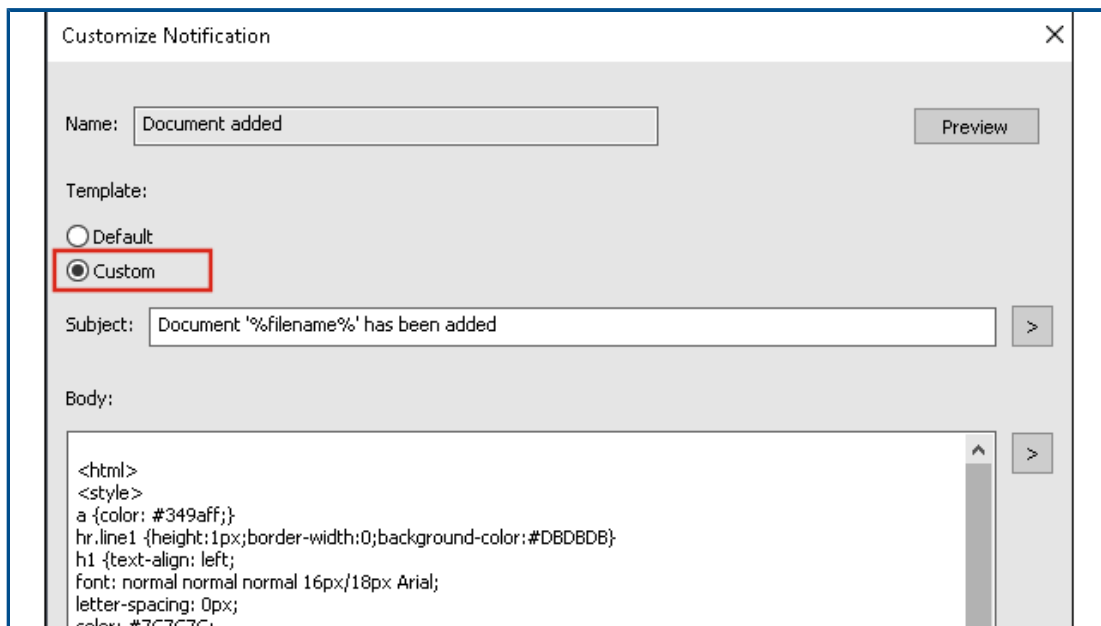 Customize Notification
Name: Document added
Preview
Template:
Default
Custom
Subject: Document '%filename%' has been added >
Body:
>
<html>
<style>
a {color: #349aff;}
hr.line1 {height:1px;border-width:0;background-color:#DBDBDB}
h1 {text-align: left;
font: normal normal normal 16px/18px Arial;
letter-spacing: 0px;
color: #7C7C7C;